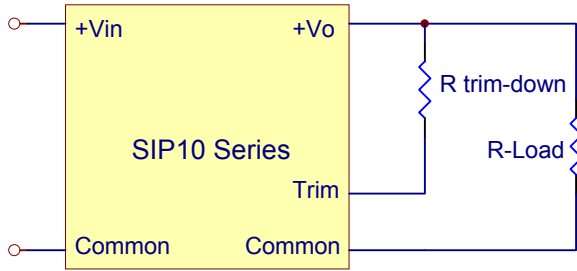 +Vin +Vo
R trim-down
SIP10 Series
R-Load
Trim
Common Common